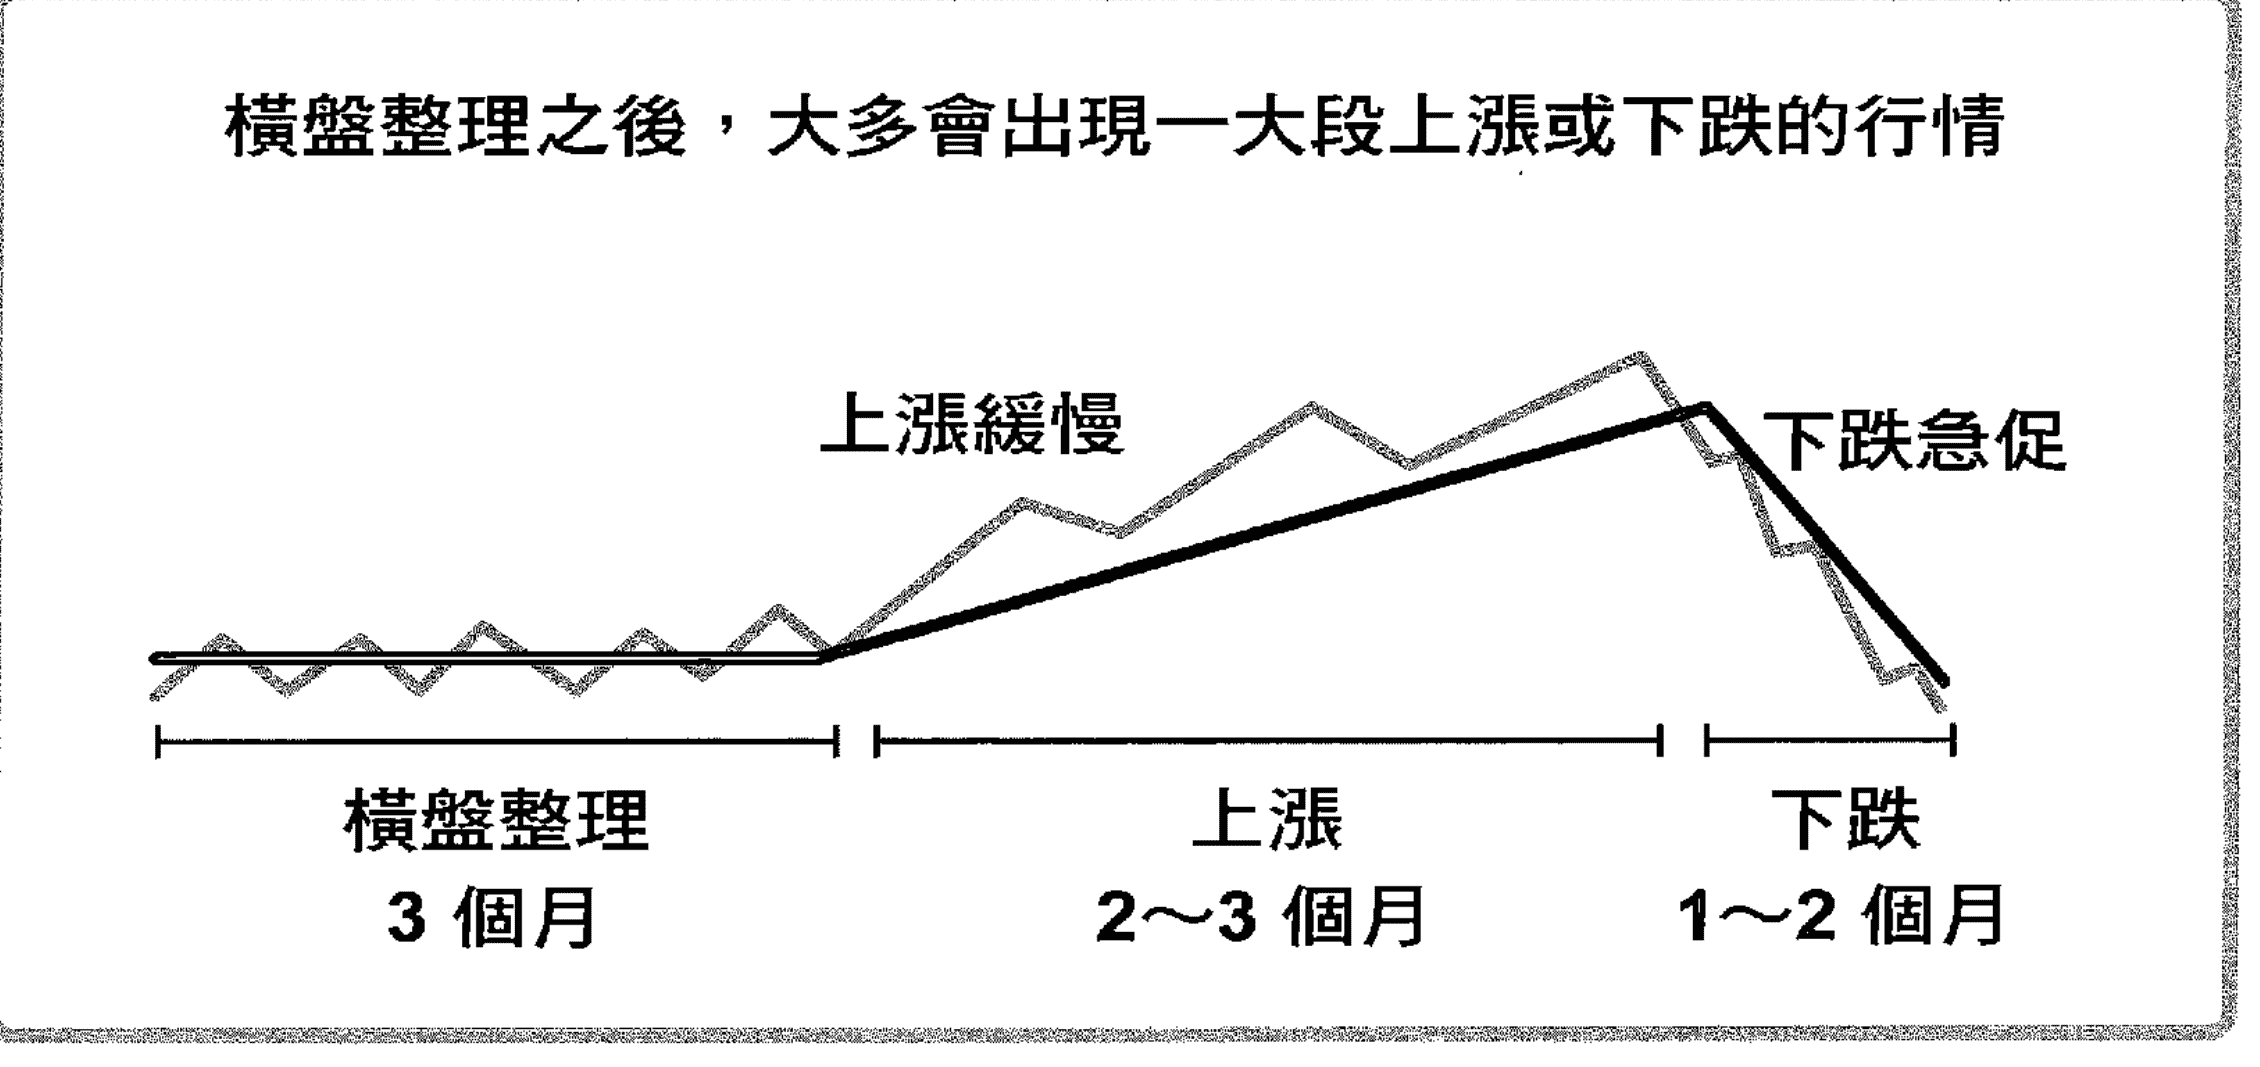 橫盤整理之後，大多會出現一大段上漲或下跌的行情
上漲緩慢
下跌急促
橫盤整理
上漲
下跌
3 個月
2～3 個月
1～2 個月